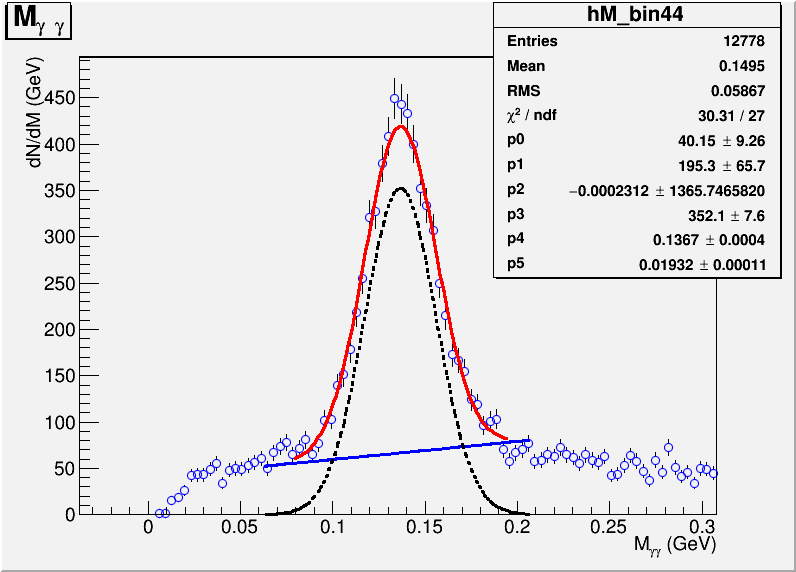 M γ γ
hM_bin44
Entries 12778
Mean 0.1495
RMS 0.05867
χ² / ndf 30.31 / 27
p0 40.15 ± 9.26
p1 195.3 ± 65.7
p2 −0.0002312 ± 1365.7465820
p3 352.1 ± 7.6
p4 0.1367 ± 0.0004
p5 0.01932 ± 0.00011
dN/dM (GeV)
450
400
350
300
250
200
150
100
50
0
0 0.05 0.1 0.15 0.2 0.25 0.3
M γγ (GeV)